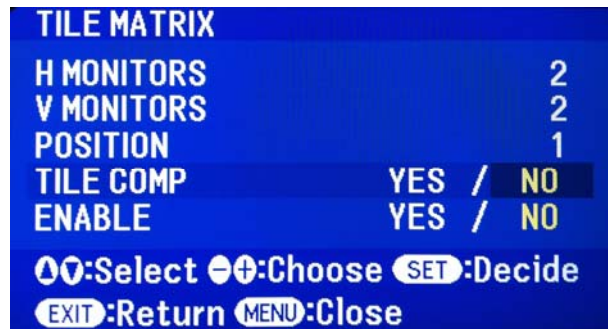 TILE MATRIX
H MONITORS 2
V MONITORS 2
POSITION 1
TILE COMP YES / NO
ENABLE YES / NO
:Select :Choose SET:Decide
EXIT:Return MENU:Close